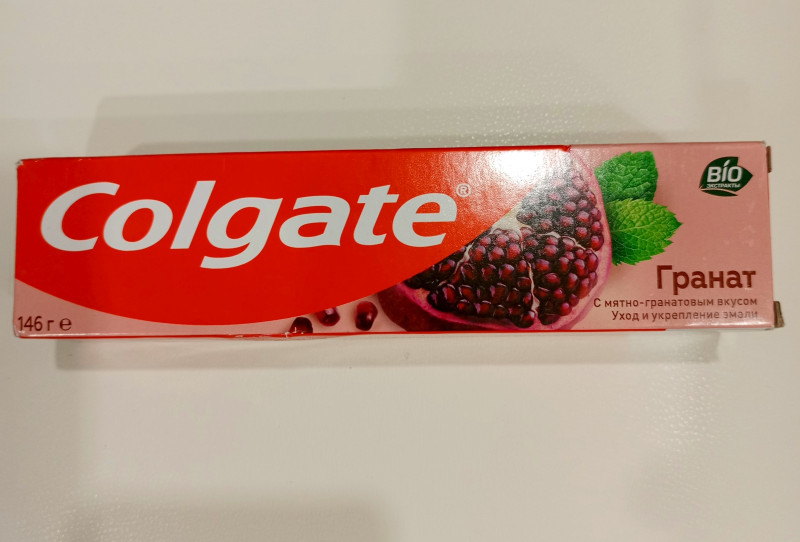 Colgate®
BIO
ЭКСТРАКТЫ
Гранат
С мятно-гранатовым вкусом
Уход и укрепление эмали
146 г ℮